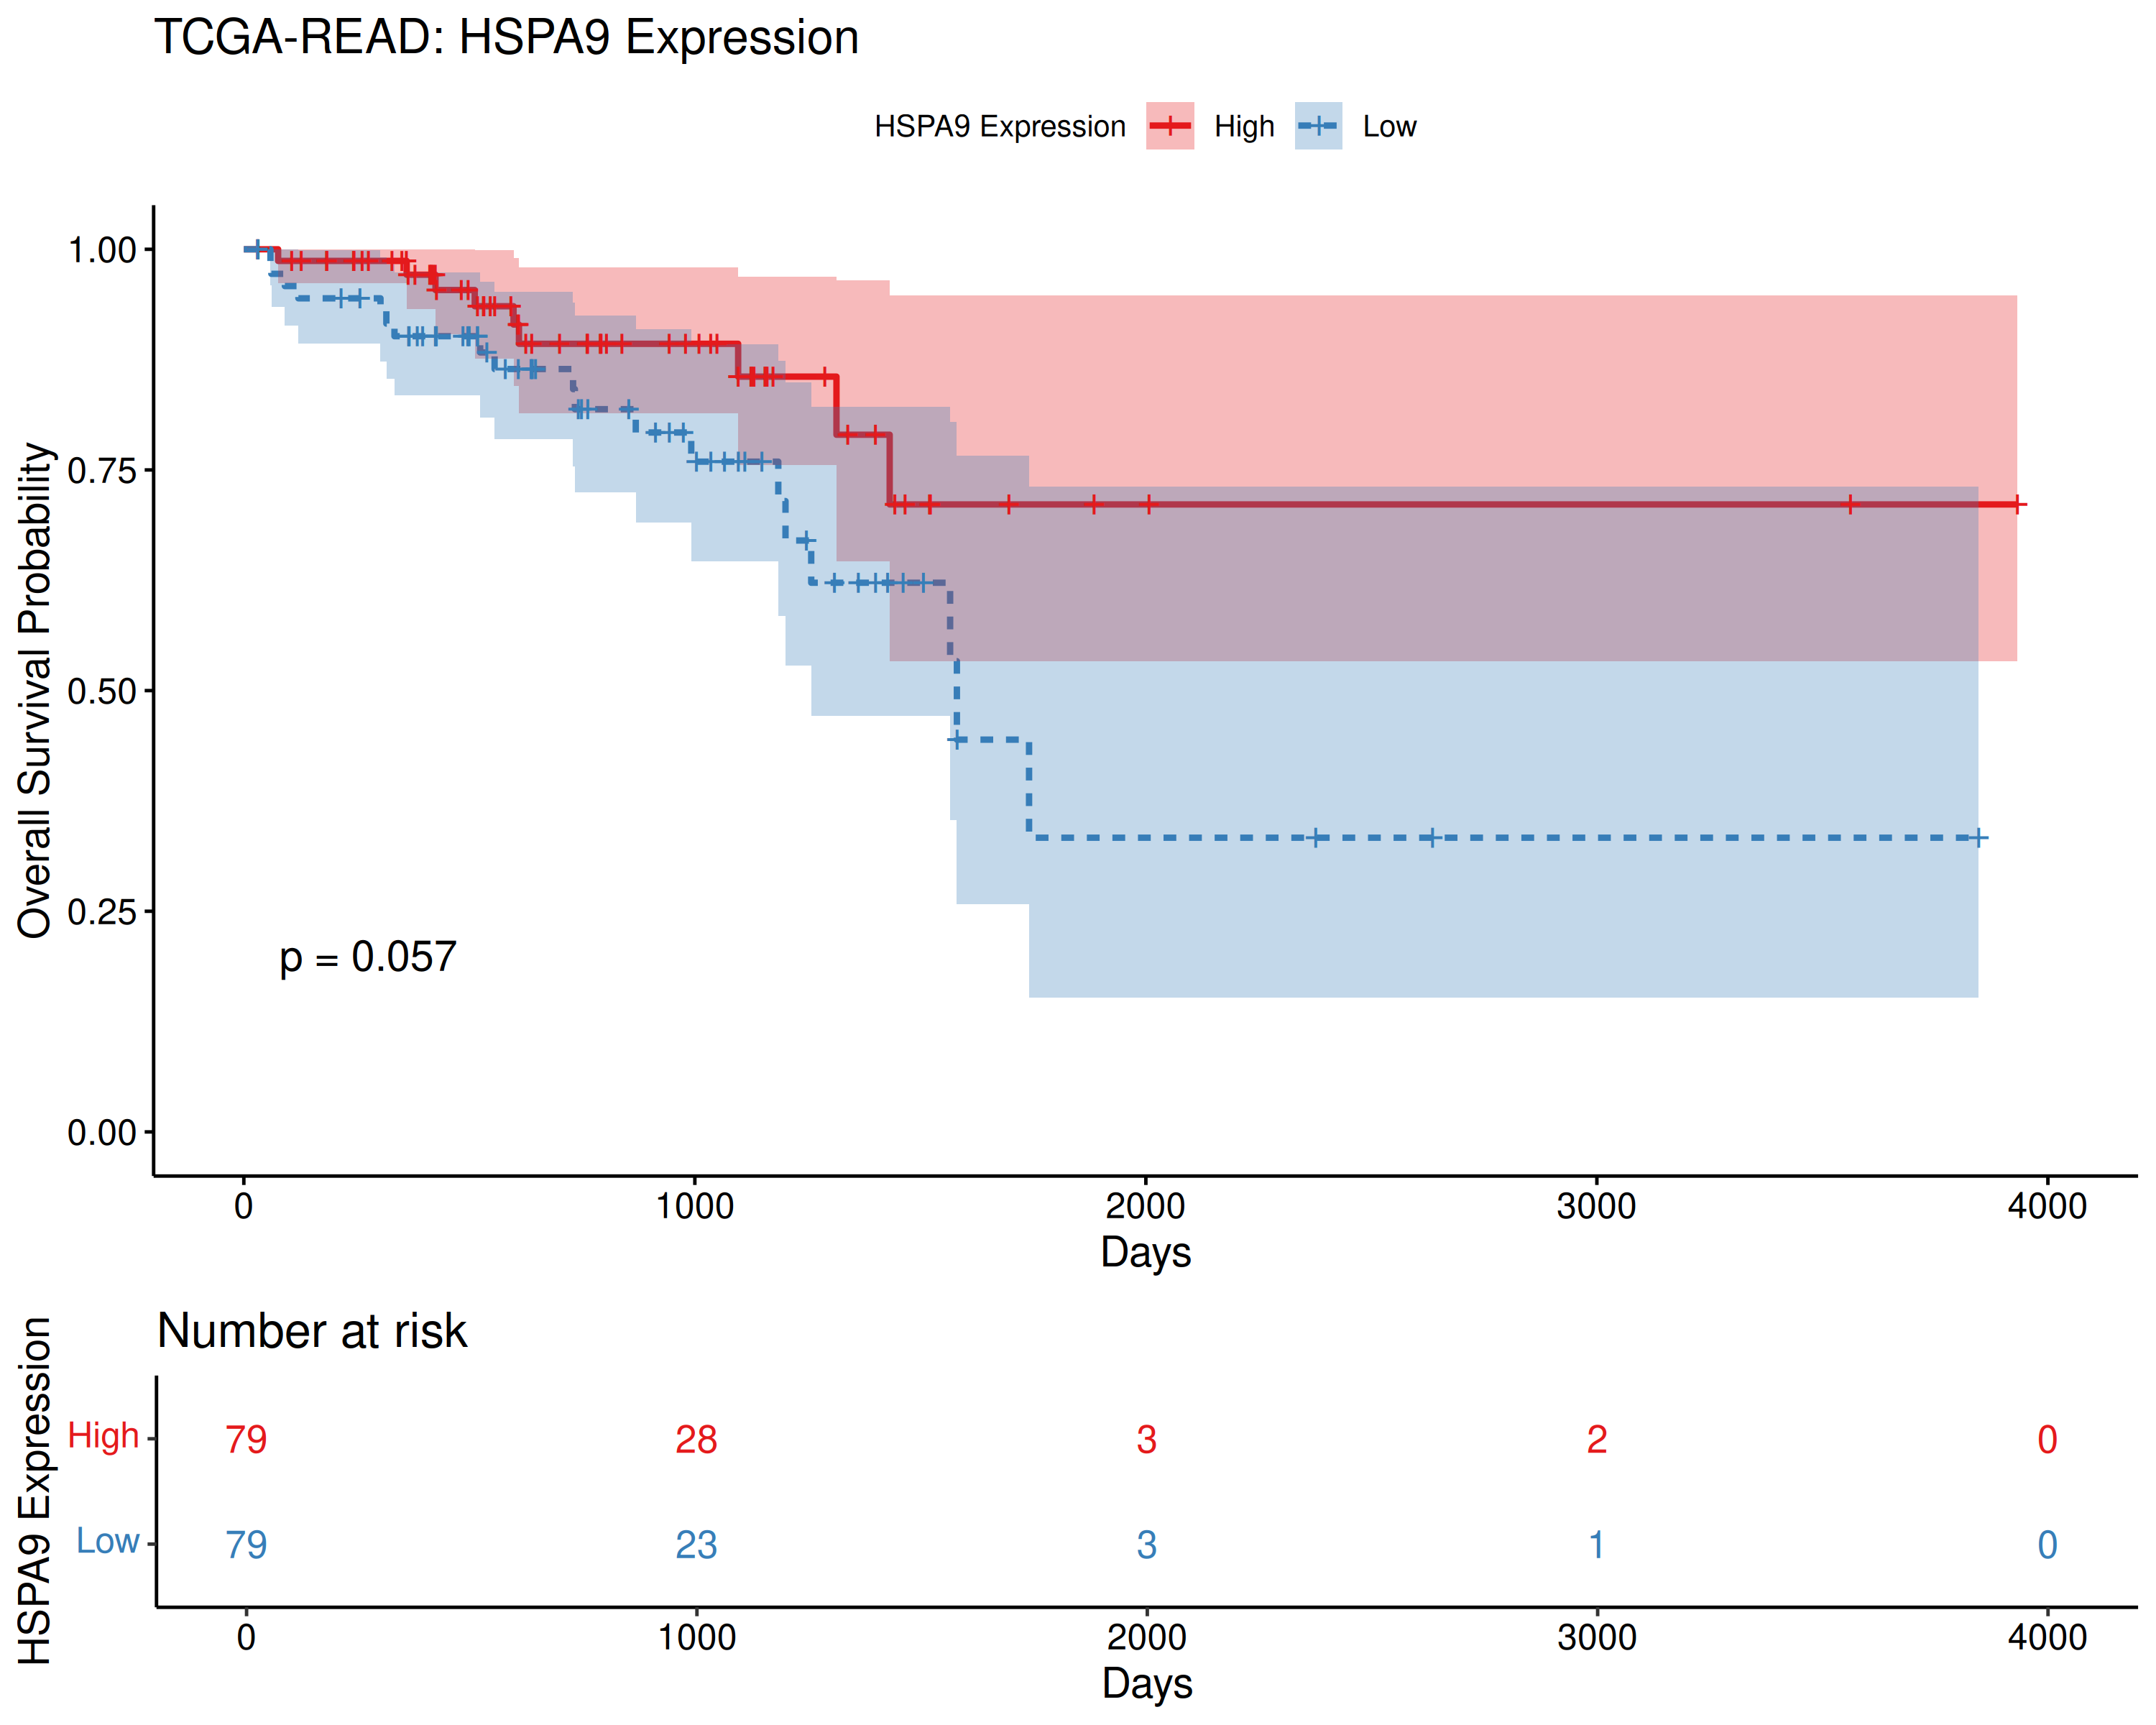 TCGA-READ: HSPA9 Expression
HSPA9 Expression High Low
Overall Survival Probability
1.00
0.75
0.50
0.25
0.00
p = 0.057
0 1000 2000 3000 4000
Days
Number at risk
HSPA9 Expression
High 79 28 3 2 0
Low 79 23 3 1 0
0 1000 2000 3000 4000
Days